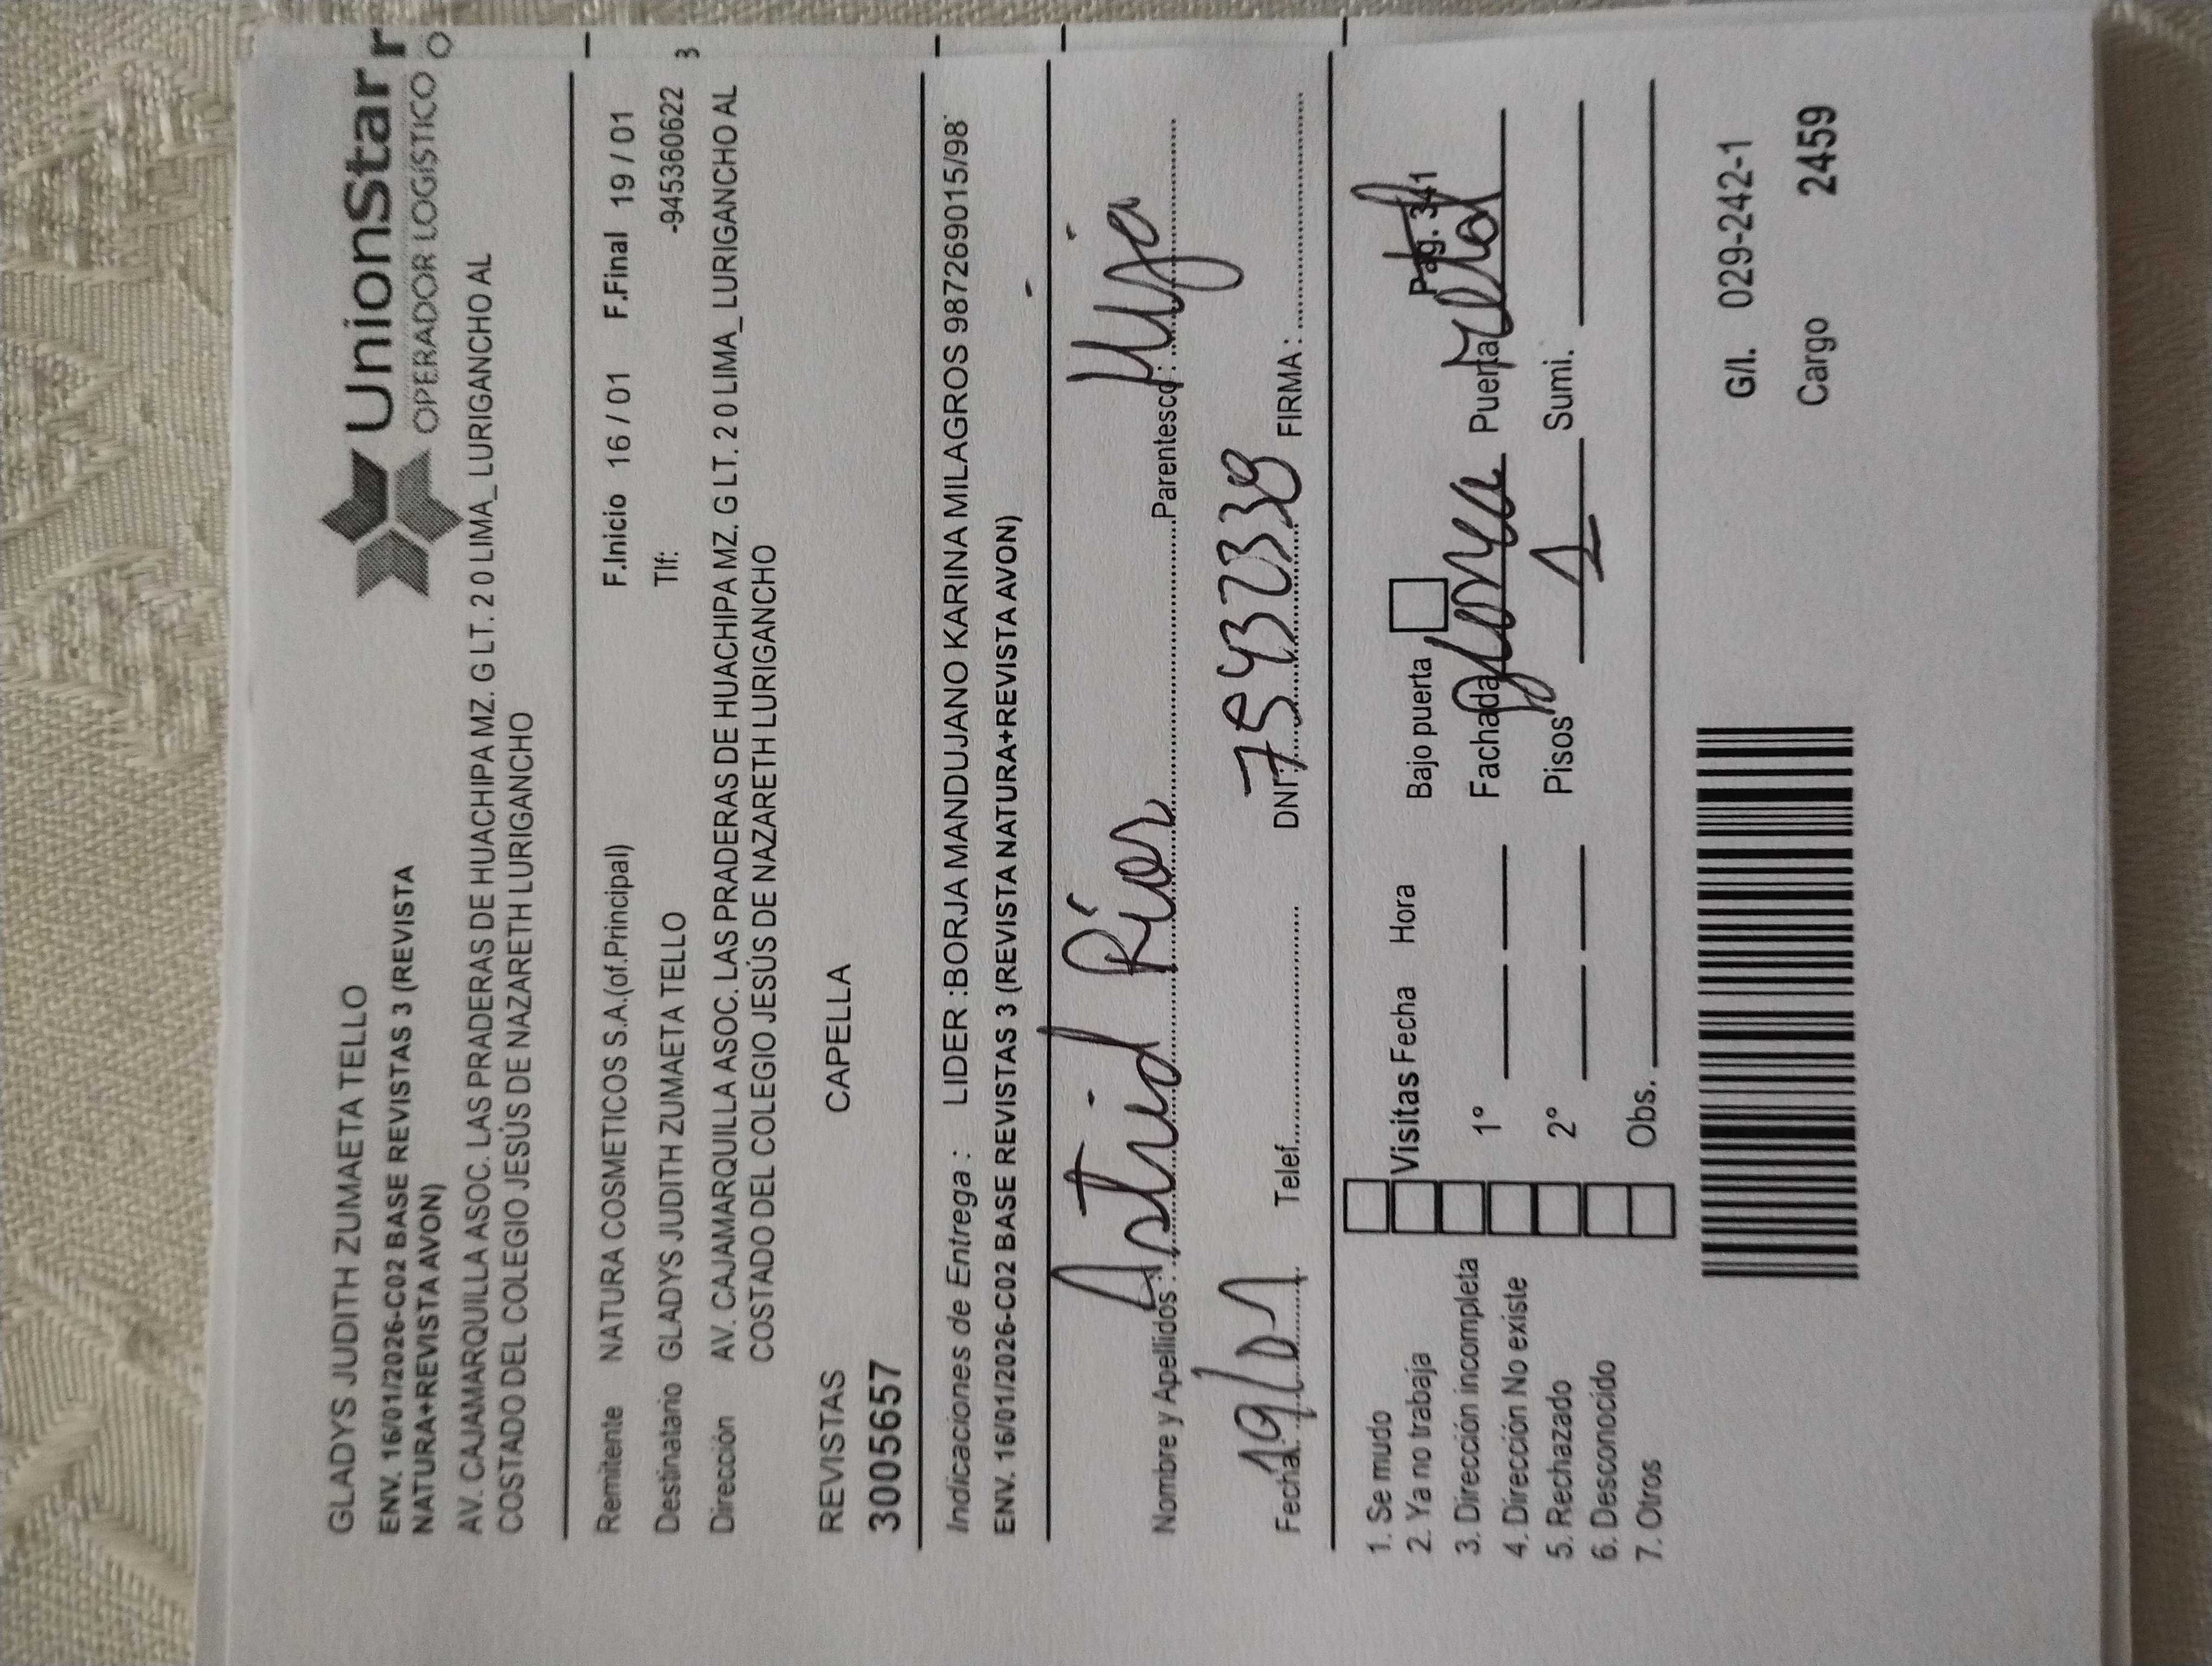 GLADYS JUDITH ZUMAETA TELLO
UnionStar
OPERADOR LOGÍSTICO
ENV. 16/01/2026-C02 BASE REVISTAS 3 (REVISTA
NATURA+REVISTA AVON)
AV. CAJAMARQUILLA ASOC. LAS PRADERAS DE HUACHIPA MZ. G LT. 2 0 LIMA_ LURIGANCHO AL
COSTADO DEL COLEGIO JESÚS DE NAZARETH LURIGANCHO
Remitente NATURA COSMETICOS S.A.(of.Principal) F.Inicio 16 / 01 F.Final 19 / 01
Destinatario GLADYS JUDITH ZUMAETA TELLO Tlf: -945360622
3
Dirección AV. CAJAMARQUILLA ASOC. LAS PRADERAS DE HUACHIPA MZ. G LT. 2 0 LIMA_ LURIGANCHO AL
COSTADO DEL COLEGIO JESÚS DE NAZARETH LURIGANCHO
REVISTAS CAPELLA
3005657
Indicaciones de Entrega : LIDER :BORJA MANDUJANO KARINA MILAGROS 987269015/98
ENV. 16/01/2026-C02 BASE REVISTAS 3 (REVISTA NATURA+REVISTA AVON)
Nombre y Apellidos : Astrid Ríos Parentesco : Hija
Fecha: 19/01 Telef. DNI: 75432339 FIRMA :
1. Se mudo
2. Ya no trabaja
3. Dirección incompleta
4. Dirección No existe
5. Rechazado
6. Desconocido
7. Otros
Visitas Fecha Hora Bajo puerta Pag. 341
1° Fachada Puerta
2° Pisos 1 Sumi.
Obs.
G/I. 029-242-1
Cargo 2459